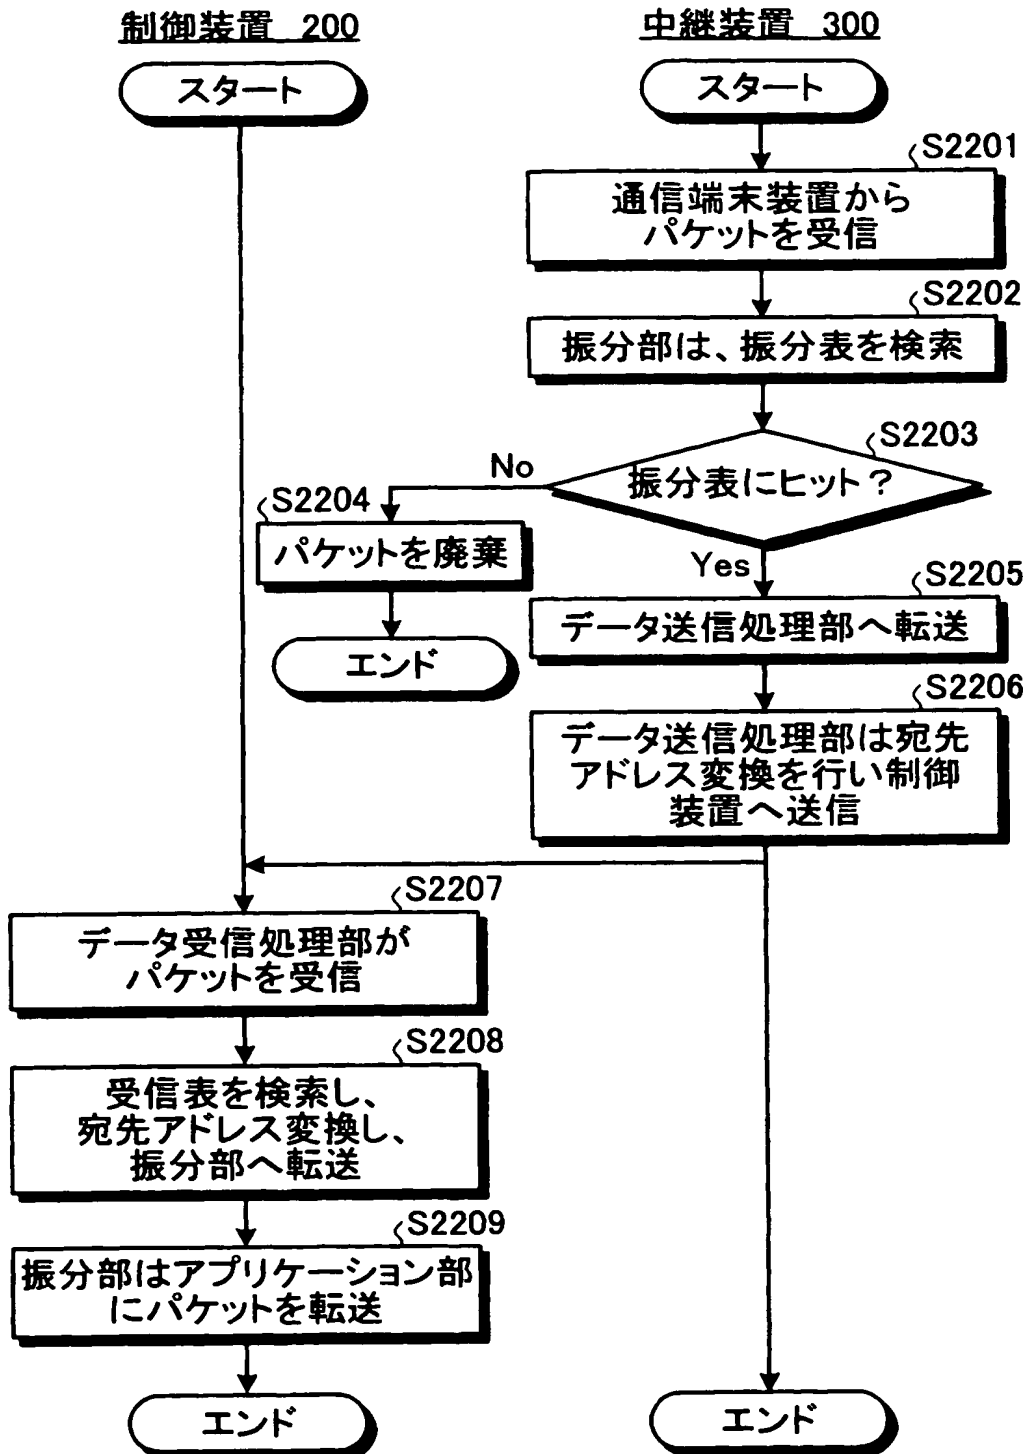 制御装置 200
中継装置 300
スタート
スタート
S2201
通信端末装置から
パケットを受信
S2202
振分部は、振分表を検索
S2203
振分表にヒット？
No
Yes
S2204
パケットを廃棄
エンド
S2205
データ送信処理部へ転送
S2206
データ送信処理部は宛先
アドレス変換を行い制御
装置へ送信
S2207
データ受信処理部が
パケットを受信
S2208
受信表を検索し、
宛先アドレス変換し、
振分部へ転送
S2209
振分部はアプリケーション部
にパケットを転送
エンド
エンド